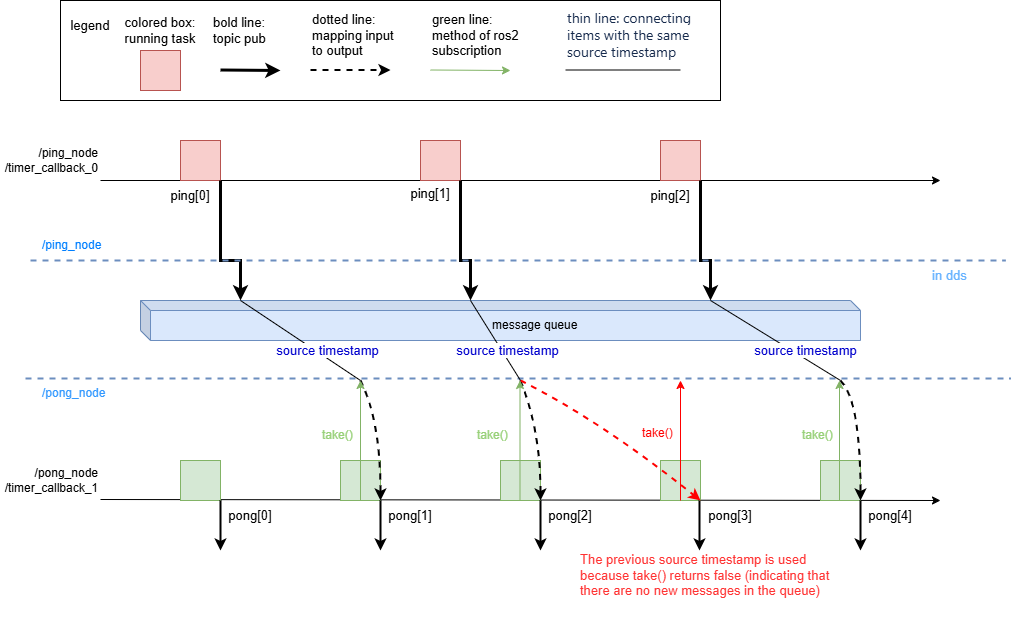 legend
colored box:
running task
bold line:
topic pub
dotted line:
mapping input
to output
green line:
method of ros2
subscription
thin line: connecting
items with the same
source timestamp
/ping_node
/timer_callback_0
ping[0]
ping[1]
ping[2]
/ping_node
in dds
message queue
source timestamp
source timestamp
source timestamp
/pong_node
take()
take()
take()
take()
/pong_node
/timer_callback_1
pong[0]
pong[1]
pong[2]
pong[3]
pong[4]
The previous source timestamp is used
because take() returns false (indicating that
there are no new messages in the queue)